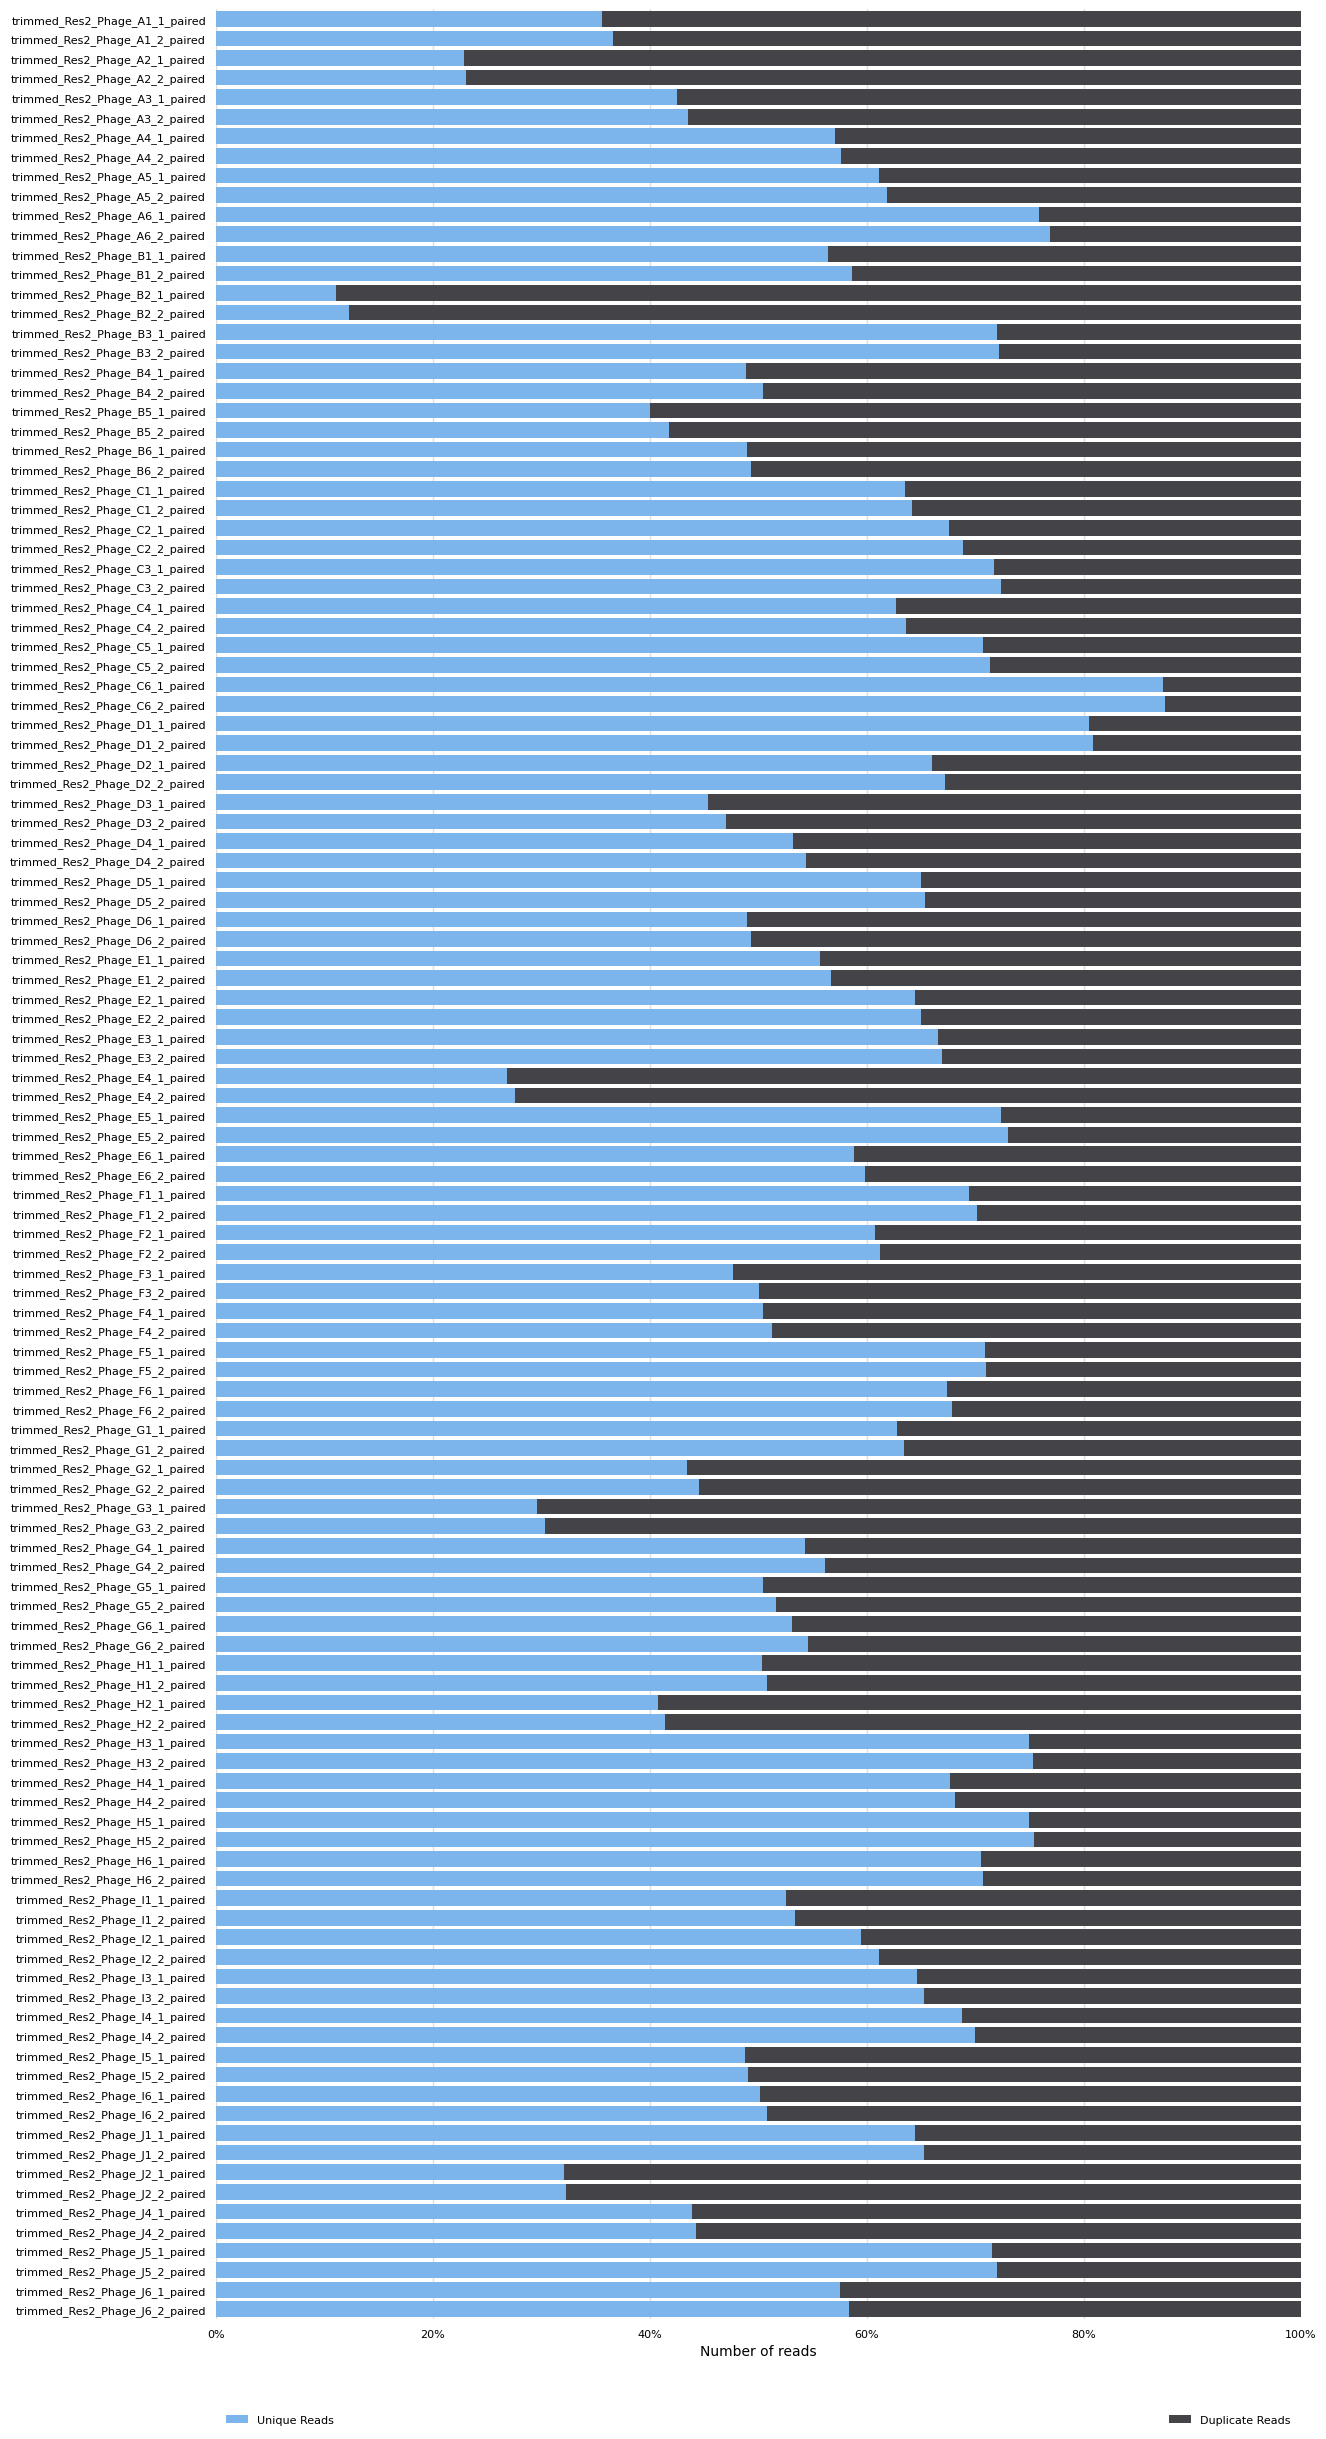 trimmed_Res2_Phage_A1_1_paired
trimmed_Res2_Phage_A1_2_paired
trimmed_Res2_Phage_A2_1_paired
trimmed_Res2_Phage_A2_2_paired
trimmed_Res2_Phage_A3_1_paired
trimmed_Res2_Phage_A3_2_paired
trimmed_Res2_Phage_A4_1_paired
trimmed_Res2_Phage_A4_2_paired
trimmed_Res2_Phage_A5_1_paired
trimmed_Res2_Phage_A5_2_paired
trimmed_Res2_Phage_A6_1_paired
trimmed_Res2_Phage_A6_2_paired
trimmed_Res2_Phage_B1_1_paired
trimmed_Res2_Phage_B1_2_paired
trimmed_Res2_Phage_B2_1_paired
trimmed_Res2_Phage_B2_2_paired
trimmed_Res2_Phage_B3_1_paired
trimmed_Res2_Phage_B3_2_paired
trimmed_Res2_Phage_B4_1_paired
trimmed_Res2_Phage_B4_2_paired
trimmed_Res2_Phage_B5_1_paired
trimmed_Res2_Phage_B5_2_paired
trimmed_Res2_Phage_B6_1_paired
trimmed_Res2_Phage_B6_2_paired
trimmed_Res2_Phage_C1_1_paired
trimmed_Res2_Phage_C1_2_paired
trimmed_Res2_Phage_C2_1_paired
trimmed_Res2_Phage_C2_2_paired
trimmed_Res2_Phage_C3_1_paired
trimmed_Res2_Phage_C3_2_paired
trimmed_Res2_Phage_C4_1_paired
trimmed_Res2_Phage_C4_2_paired
trimmed_Res2_Phage_C5_1_paired
trimmed_Res2_Phage_C5_2_paired
trimmed_Res2_Phage_C6_1_paired
trimmed_Res2_Phage_C6_2_paired
trimmed_Res2_Phage_D1_1_paired
trimmed_Res2_Phage_D1_2_paired
trimmed_Res2_Phage_D2_1_paired
trimmed_Res2_Phage_D2_2_paired
trimmed_Res2_Phage_D3_1_paired
trimmed_Res2_Phage_D3_2_paired
trimmed_Res2_Phage_D4_1_paired
trimmed_Res2_Phage_D4_2_paired
trimmed_Res2_Phage_D5_1_paired
trimmed_Res2_Phage_D5_2_paired
trimmed_Res2_Phage_D6_1_paired
trimmed_Res2_Phage_D6_2_paired
trimmed_Res2_Phage_E1_1_paired
trimmed_Res2_Phage_E1_2_paired
trimmed_Res2_Phage_E2_1_paired
trimmed_Res2_Phage_E2_2_paired
trimmed_Res2_Phage_E3_1_paired
trimmed_Res2_Phage_E3_2_paired
trimmed_Res2_Phage_E4_1_paired
trimmed_Res2_Phage_E4_2_paired
trimmed_Res2_Phage_E5_1_paired
trimmed_Res2_Phage_E5_2_paired
trimmed_Res2_Phage_E6_1_paired
trimmed_Res2_Phage_E6_2_paired
trimmed_Res2_Phage_F1_1_paired
trimmed_Res2_Phage_F1_2_paired
trimmed_Res2_Phage_F2_1_paired
trimmed_Res2_Phage_F2_2_paired
trimmed_Res2_Phage_F3_1_paired
trimmed_Res2_Phage_F3_2_paired
trimmed_Res2_Phage_F4_1_paired
trimmed_Res2_Phage_F4_2_paired
trimmed_Res2_Phage_F5_1_paired
trimmed_Res2_Phage_F5_2_paired
trimmed_Res2_Phage_F6_1_paired
trimmed_Res2_Phage_F6_2_paired
trimmed_Res2_Phage_G1_1_paired
trimmed_Res2_Phage_G1_2_paired
trimmed_Res2_Phage_G2_1_paired
trimmed_Res2_Phage_G2_2_paired
trimmed_Res2_Phage_G3_1_paired
trimmed_Res2_Phage_G3_2_paired
trimmed_Res2_Phage_G4_1_paired
trimmed_Res2_Phage_G4_2_paired
trimmed_Res2_Phage_G5_1_paired
trimmed_Res2_Phage_G5_2_paired
trimmed_Res2_Phage_G6_1_paired
trimmed_Res2_Phage_G6_2_paired
trimmed_Res2_Phage_H1_1_paired
trimmed_Res2_Phage_H1_2_paired
trimmed_Res2_Phage_H2_1_paired
trimmed_Res2_Phage_H2_2_paired
trimmed_Res2_Phage_H3_1_paired
trimmed_Res2_Phage_H3_2_paired
trimmed_Res2_Phage_H4_1_paired
trimmed_Res2_Phage_H4_2_paired
trimmed_Res2_Phage_H5_1_paired
trimmed_Res2_Phage_H5_2_paired
trimmed_Res2_Phage_H6_1_paired
trimmed_Res2_Phage_H6_2_paired
trimmed_Res2_Phage_I1_1_paired
trimmed_Res2_Phage_I1_2_paired
trimmed_Res2_Phage_I2_1_paired
trimmed_Res2_Phage_I2_2_paired
trimmed_Res2_Phage_I3_1_paired
trimmed_Res2_Phage_I3_2_paired
trimmed_Res2_Phage_I4_1_paired
trimmed_Res2_Phage_I4_2_paired
trimmed_Res2_Phage_I5_1_paired
trimmed_Res2_Phage_I5_2_paired
trimmed_Res2_Phage_I6_1_paired
trimmed_Res2_Phage_I6_2_paired
trimmed_Res2_Phage_J1_1_paired
trimmed_Res2_Phage_J1_2_paired
trimmed_Res2_Phage_J2_1_paired
trimmed_Res2_Phage_J2_2_paired
trimmed_Res2_Phage_J4_1_paired
trimmed_Res2_Phage_J4_2_paired
trimmed_Res2_Phage_J5_1_paired
trimmed_Res2_Phage_J5_2_paired
trimmed_Res2_Phage_J6_1_paired
trimmed_Res2_Phage_J6_2_paired
0% 20% 40% 60% 80% 100%
Number of reads
Unique Reads Duplicate Reads